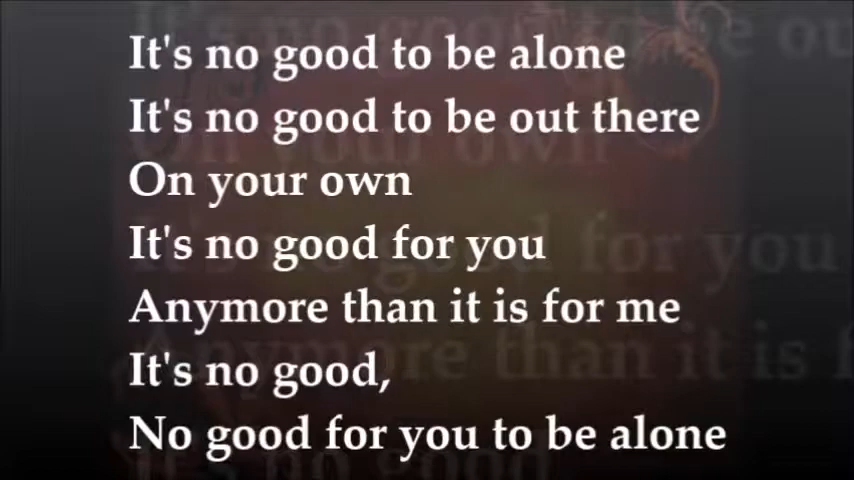 It's no good to be alone
It's no good to be out there
On your own
It's no good for you
Anymore than it is for me
It's no good,
No good for you to be alone